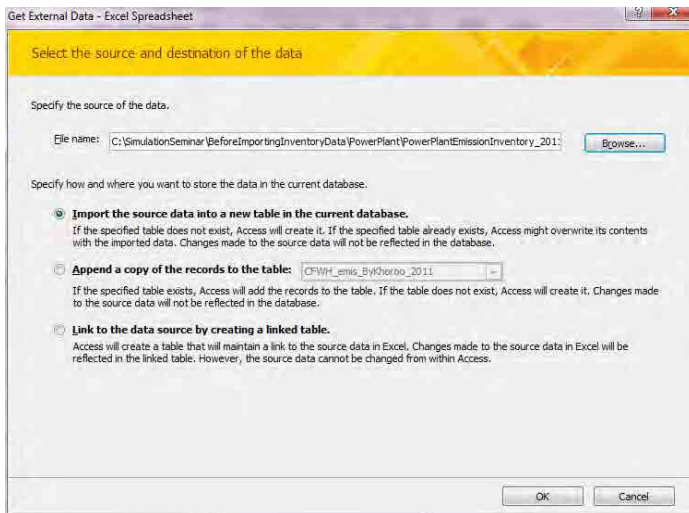 Get External Data - Excel Spreadsheet
Select the source and destination of the data
Specify the source of the data.
File name: C:\SimulationSeminar\BeforeImportingInventoryData\PowerPlant\PowerPlantEmissionInventory_201 Browse...
Specify how and where you want to store the data in the current database.
Import the source data into a new table in the current database.
If the specified table does not exist, Access will create it. If the specified table already exists, Access might overwrite its contents
with the imported data. Changes made to the source data will not be reflected in the database.
Append a copy of the records to the table: CFWH_emis_ByKhoroo_2011
If the specified table exists, Access will add the records to the table. If the table does not exist, Access will create it. Changes made
to the source data will not be reflected in the database.
Link to the data source by creating a linked table.
Access will create a table that will maintain a link to the source data in Excel. Changes made to the source data in Excel will be
reflected in the linked table. However, the source data cannot be changed from within Access.
OK Cancel